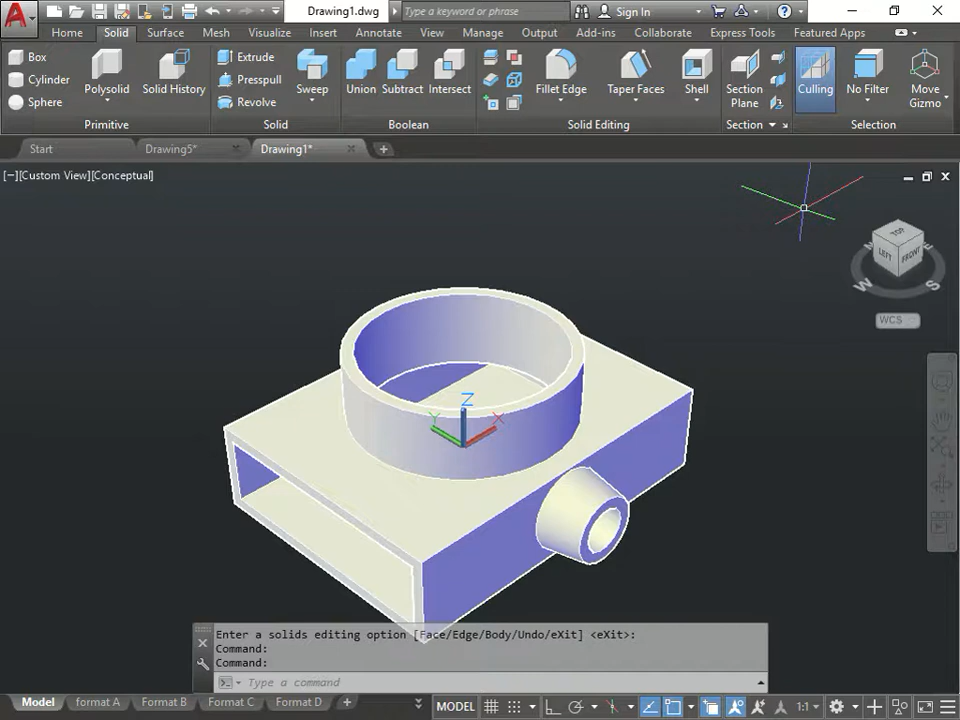 Drawing1.dwg
Type a keyword or phrase
Sign In
Home Solid Surface Mesh Visualize Insert Annotate View Manage Output Add-ins Collaborate Express Tools Featured Apps
Box
Cylinder
Sphere
Polysolid
Solid History
Primitive
Extrude
Presspull
Revolve
Sweep
Solid
Union Subtract Intersect
Boolean
Fillet Edge Taper Faces Shell
Solid Editing
Section
Plane
Section
Culling No Filter Move
Gizmo
Selection
Start Drawing5* Drawing1*
[−][Custom View][Conceptual]
TOP
LEFT FRONT
W S
E
WCS
Z
Y X
Enter a solids editing option [Face/Edge/Body/Undo/eXit] <eXit>:
Command:
Command:
Type a command
Model format A Format B Format C Format D MODEL 1:1